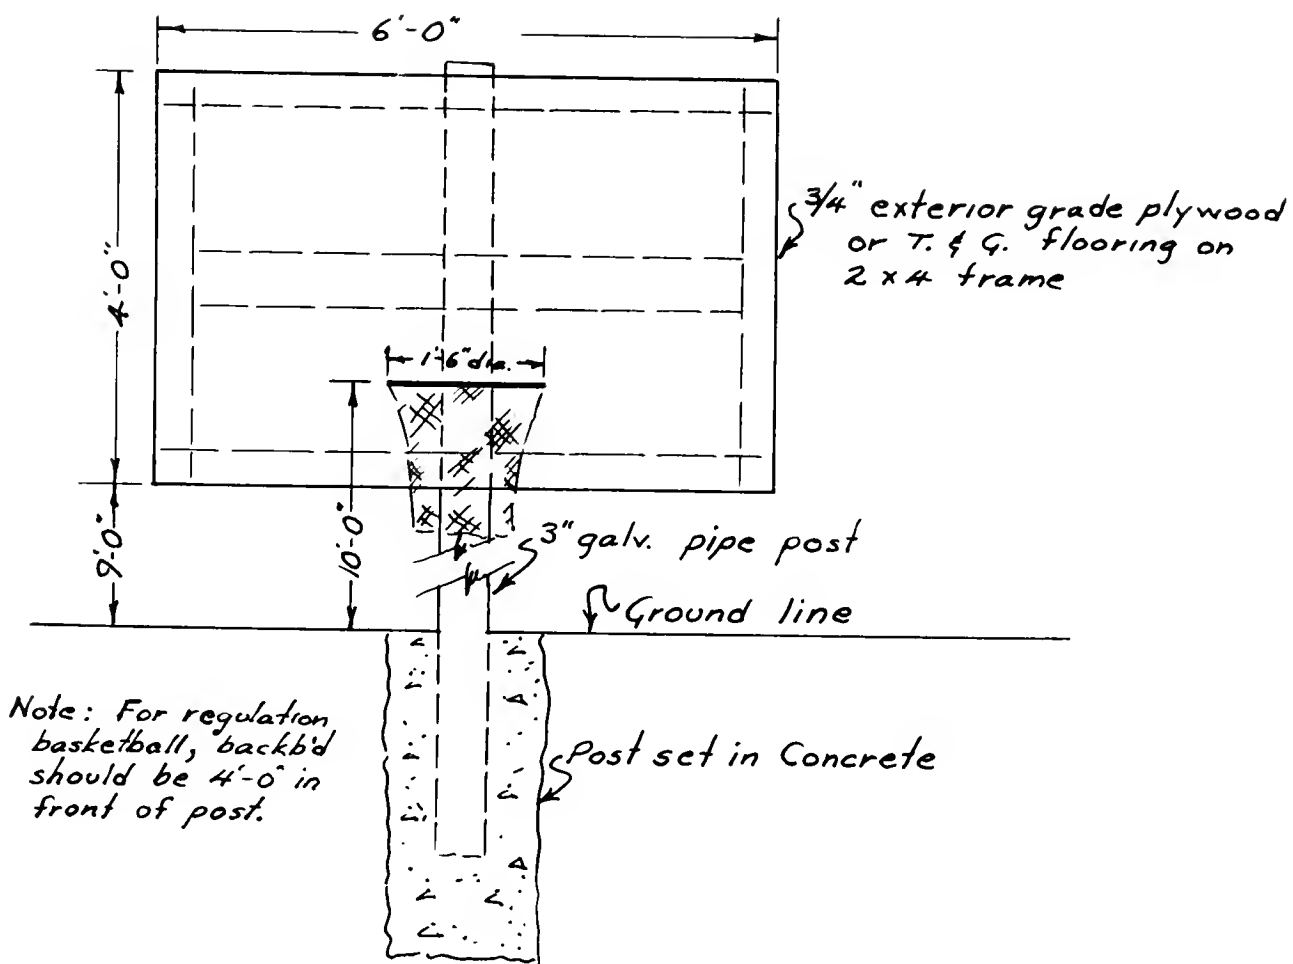 6'-0"
3/4" exterior grade plywood
or T. & G. flooring on
2 x 4 frame
4'-0"
1'-6" dia.
9'-0"
10'-0"
3" galv. pipe post
Ground line
Note: For regulation
basketball, backb'd
should be 4'-0" in
front of post.
Post set in Concrete